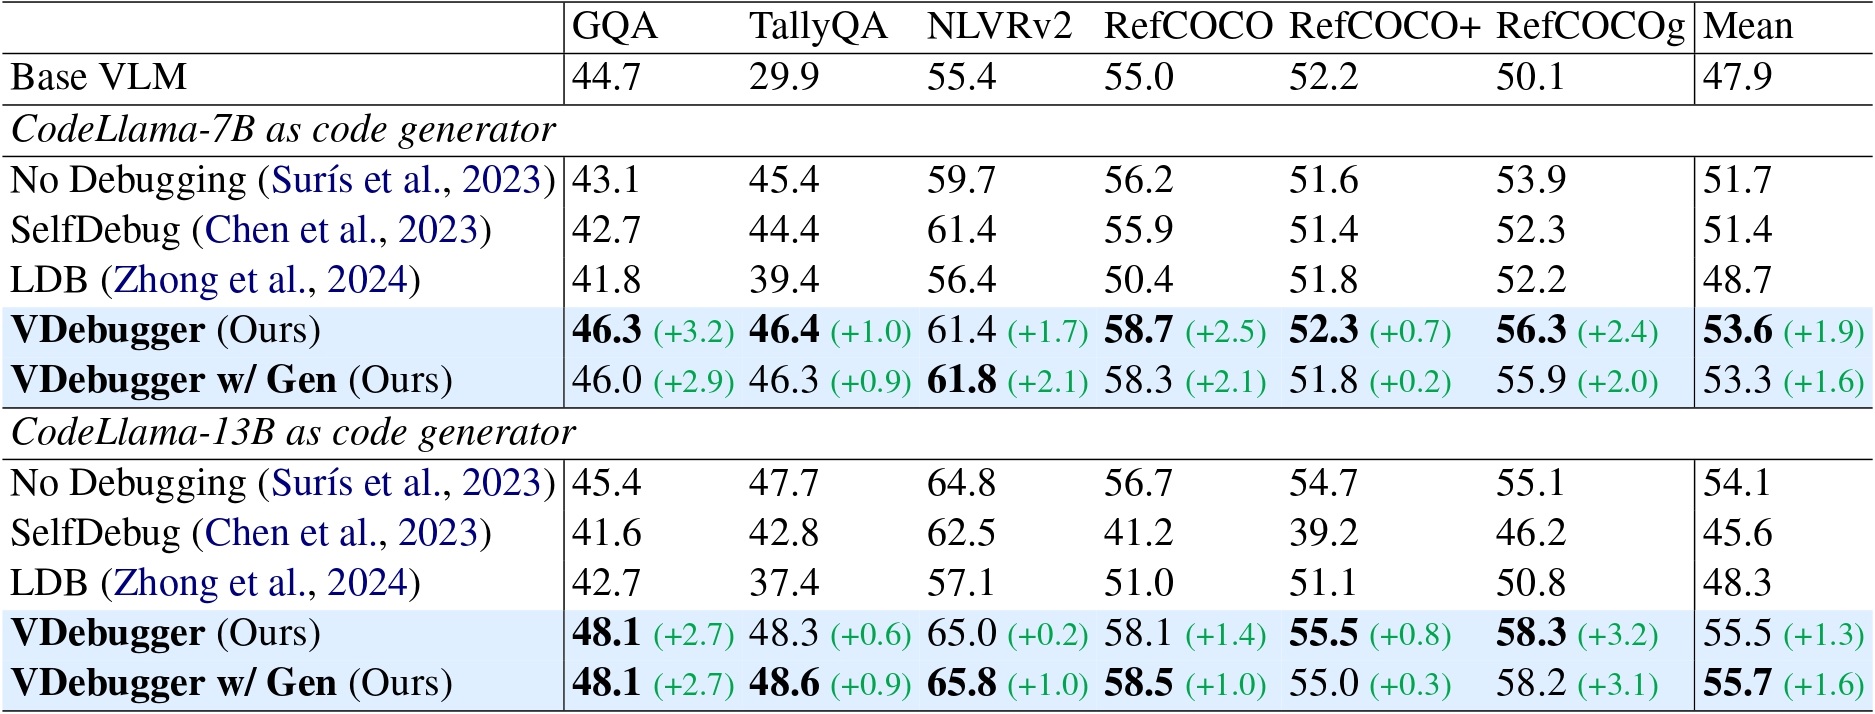 GQA TallyQA NLVRv2 RefCOCO RefCOCO+ RefCOCOg Mean
Base VLM 44.7 29.9 55.4 55.0 52.2 50.1 47.9
CodeLlama-7B as code generator
No Debugging (Surís et al., 2023) 43.1 45.4 59.7 56.2 51.6 53.9 51.7
SelfDebug (Chen et al., 2023) 42.7 44.4 61.4 55.9 51.4 52.3 51.4
LDB (Zhong et al., 2024) 41.8 39.4 56.4 50.4 51.8 52.2 48.7
VDebugger (Ours) 46.3 (+3.2) 46.4 (+1.0) 61.4 (+1.7) 58.7 (+2.5) 52.3 (+0.7) 56.3 (+2.4) 53.6 (+1.9)
VDebugger w/ Gen (Ours) 46.0 (+2.9) 46.3 (+0.9) 61.8 (+2.1) 58.3 (+2.1) 51.8 (+0.2) 55.9 (+2.0) 53.3 (+1.6)
CodeLlama-13B as code generator
No Debugging (Surís et al., 2023) 45.4 47.7 64.8 56.7 54.7 55.1 54.1
SelfDebug (Chen et al., 2023) 41.6 42.8 62.5 41.2 39.2 46.2 45.6
LDB (Zhong et al., 2024) 42.7 37.4 57.1 51.0 51.1 50.8 48.3
VDebugger (Ours) 48.1 (+2.7) 48.3 (+0.6) 65.0 (+0.2) 58.1 (+1.4) 55.5 (+0.8) 58.3 (+3.2) 55.5 (+1.3)
VDebugger w/ Gen (Ours) 48.1 (+2.7) 48.6 (+0.9) 65.8 (+1.0) 58.5 (+1.0) 55.0 (+0.3) 58.2 (+3.1) 55.7 (+1.6)